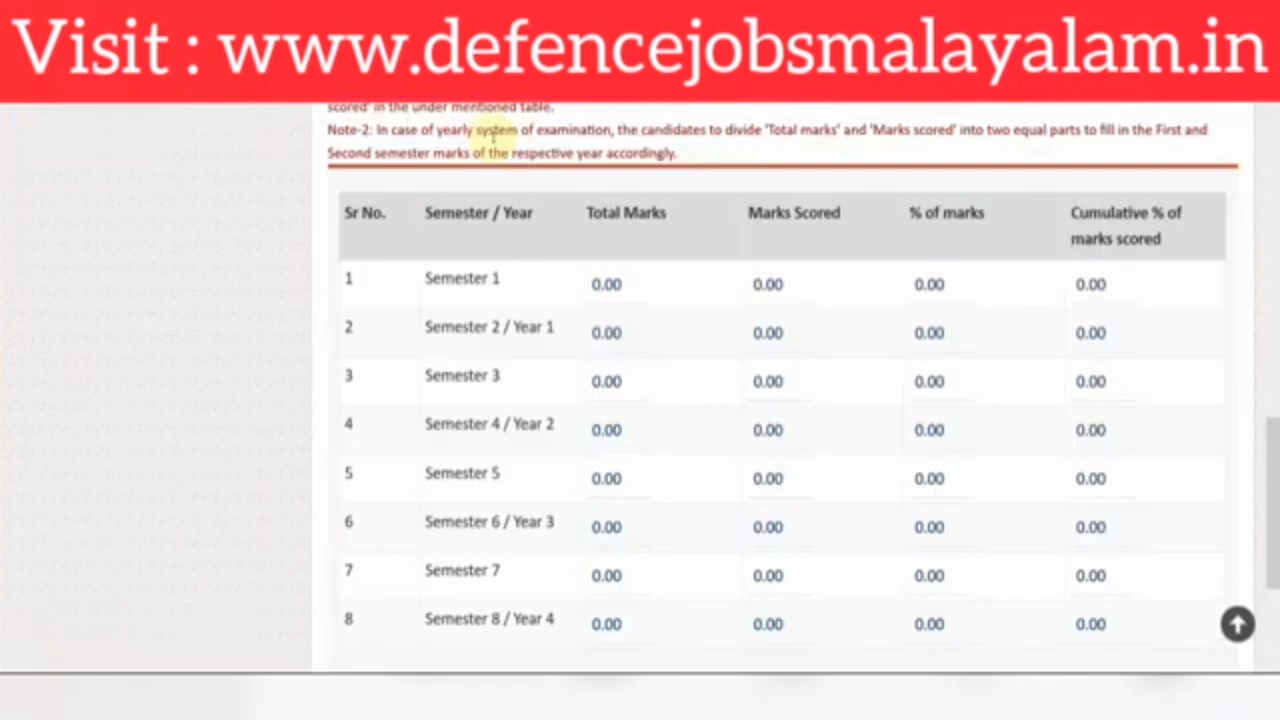 Visit : www.defencejobsmalayalam.in
scored' in the under mentioned table.
Note-2: In case of yearly system of examination, the candidates to divide 'Total marks' and 'Marks scored' into two equal parts to fill in the First and
Second semester marks of the respective year accordingly.
Sr No. Semester / Year Total Marks Marks Scored % of marks Cumulative % of
marks scored
1 Semester 1 0.00 0.00 0.00 0.00
2 Semester 2 / Year 1 0.00 0.00 0.00 0.00
3 Semester 3 0.00 0.00 0.00 0.00
4 Semester 4 / Year 2 0.00 0.00 0.00 0.00
5 Semester 5 0.00 0.00 0.00 0.00
6 Semester 6 / Year 3 0.00 0.00 0.00 0.00
7 Semester 7 0.00 0.00 0.00 0.00
8 Semester 8 / Year 4 0.00 0.00 0.00 0.00